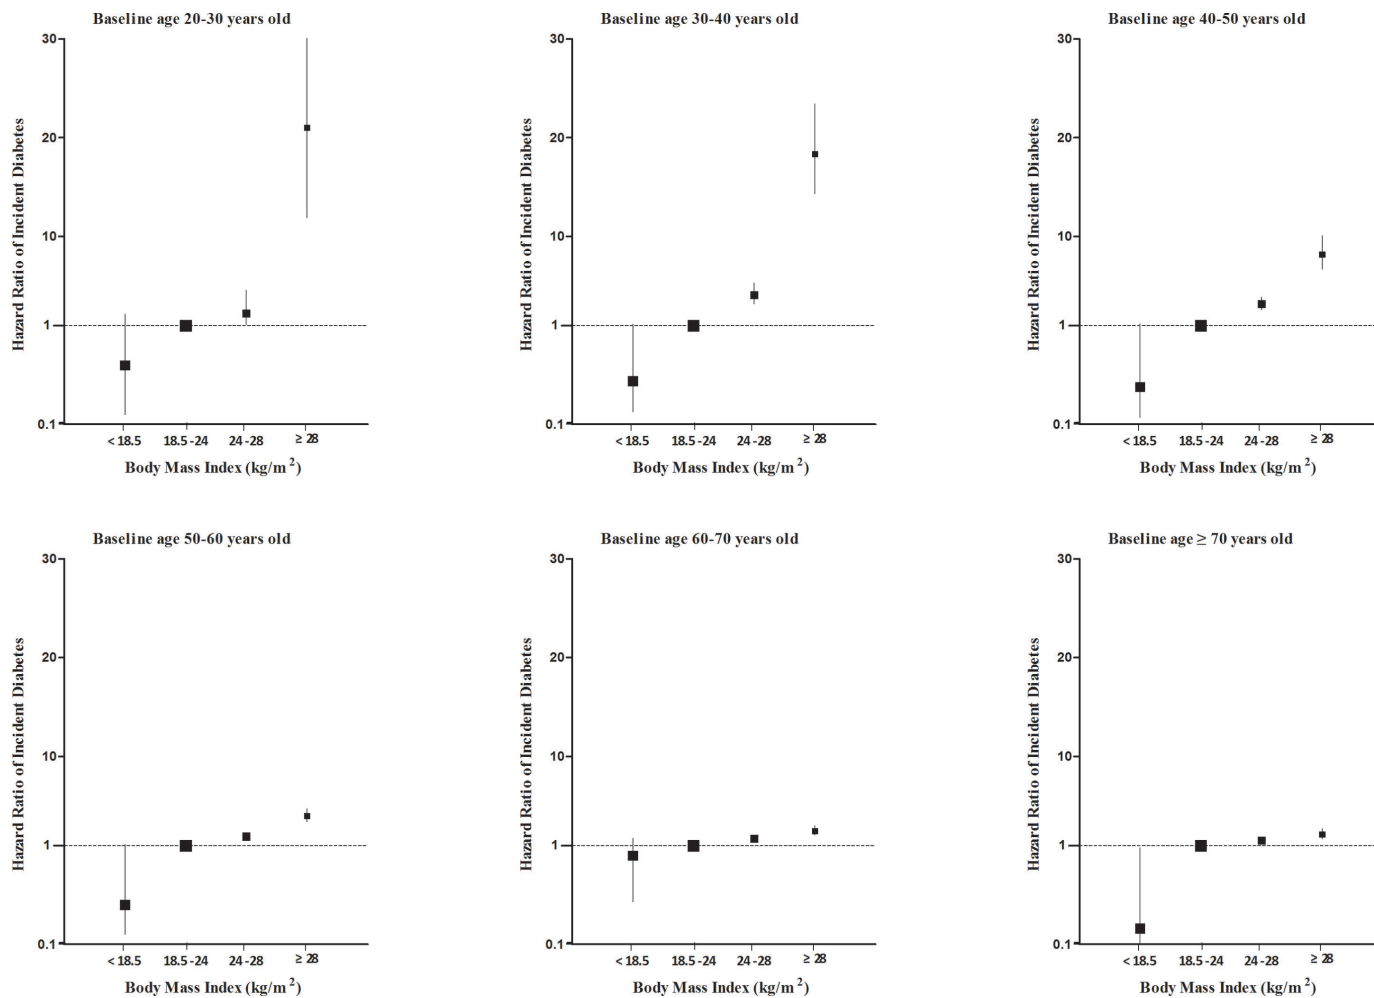 Baseline age 20-30 years old
Hazard Ratio of Incident Diabetes
30
20
10
1
0.1
< 18.5 18.5-24 24-28 ≥ 28
Body Mass Index (kg/m²)
Baseline age 30-40 years old
Hazard Ratio of Incident Diabetes
30
20
10
1
0.1
< 18.5 18.5-24 24-28 ≥ 28
Body Mass Index (kg/m²)
Baseline age 40-50 years old
Hazard Ratio of Incident Diabetes
30
20
10
1
0.1
< 18.5 18.5-24 24-28 ≥ 28
Body Mass Index (kg/m²)
Baseline age 50-60 years old
Hazard Ratio of Incident Diabetes
30
20
10
1
0.1
< 18.5 18.5-24 24-28 ≥ 28
Body Mass Index (kg/m²)
Baseline age 60-70 years old
Hazard Ratio of Incident Diabetes
30
20
10
1
0.1
< 18.5 18.5-24 24-28 ≥ 28
Body Mass Index (kg/m²)
Baseline age ≥ 70 years old
Hazard Ratio of Incident Diabetes
30
20
10
1
0.1
< 18.5 18.5-24 24-28 ≥ 28
Body Mass Index (kg/m²)